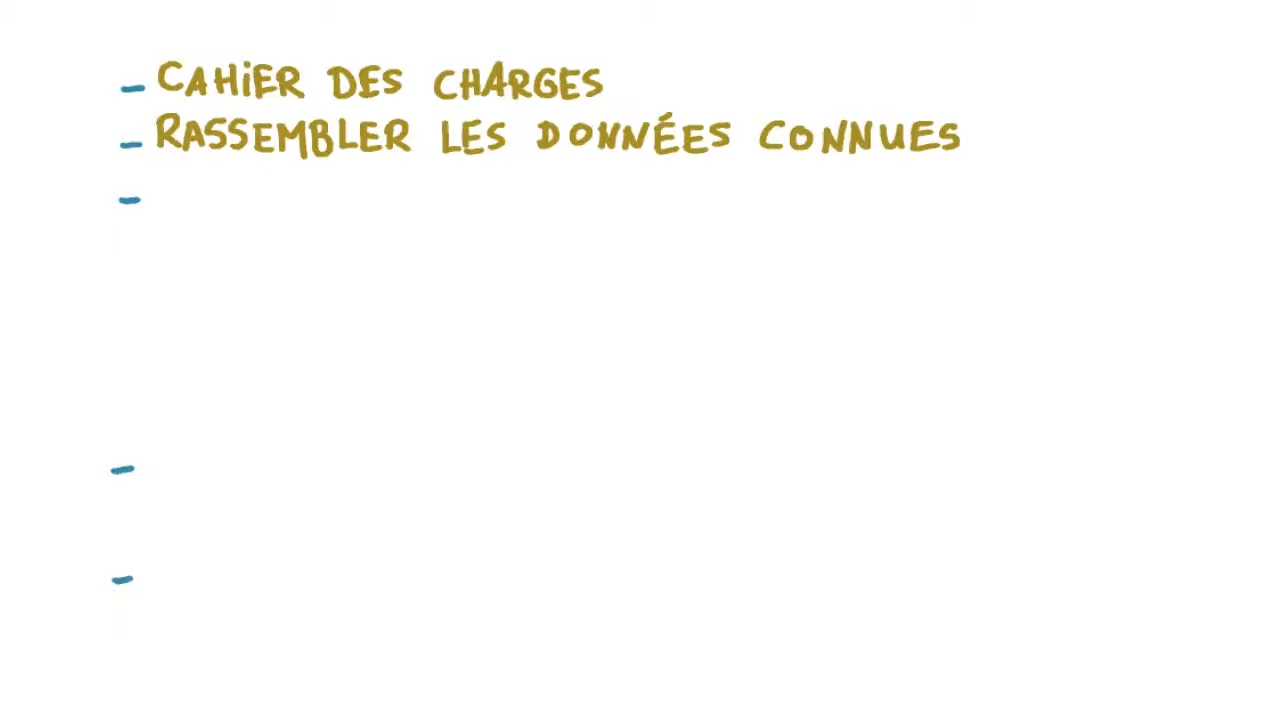 - CAHiER DES CHARGES
- RASSEMBLER LES DONNÉES CONNUES
-
-
-